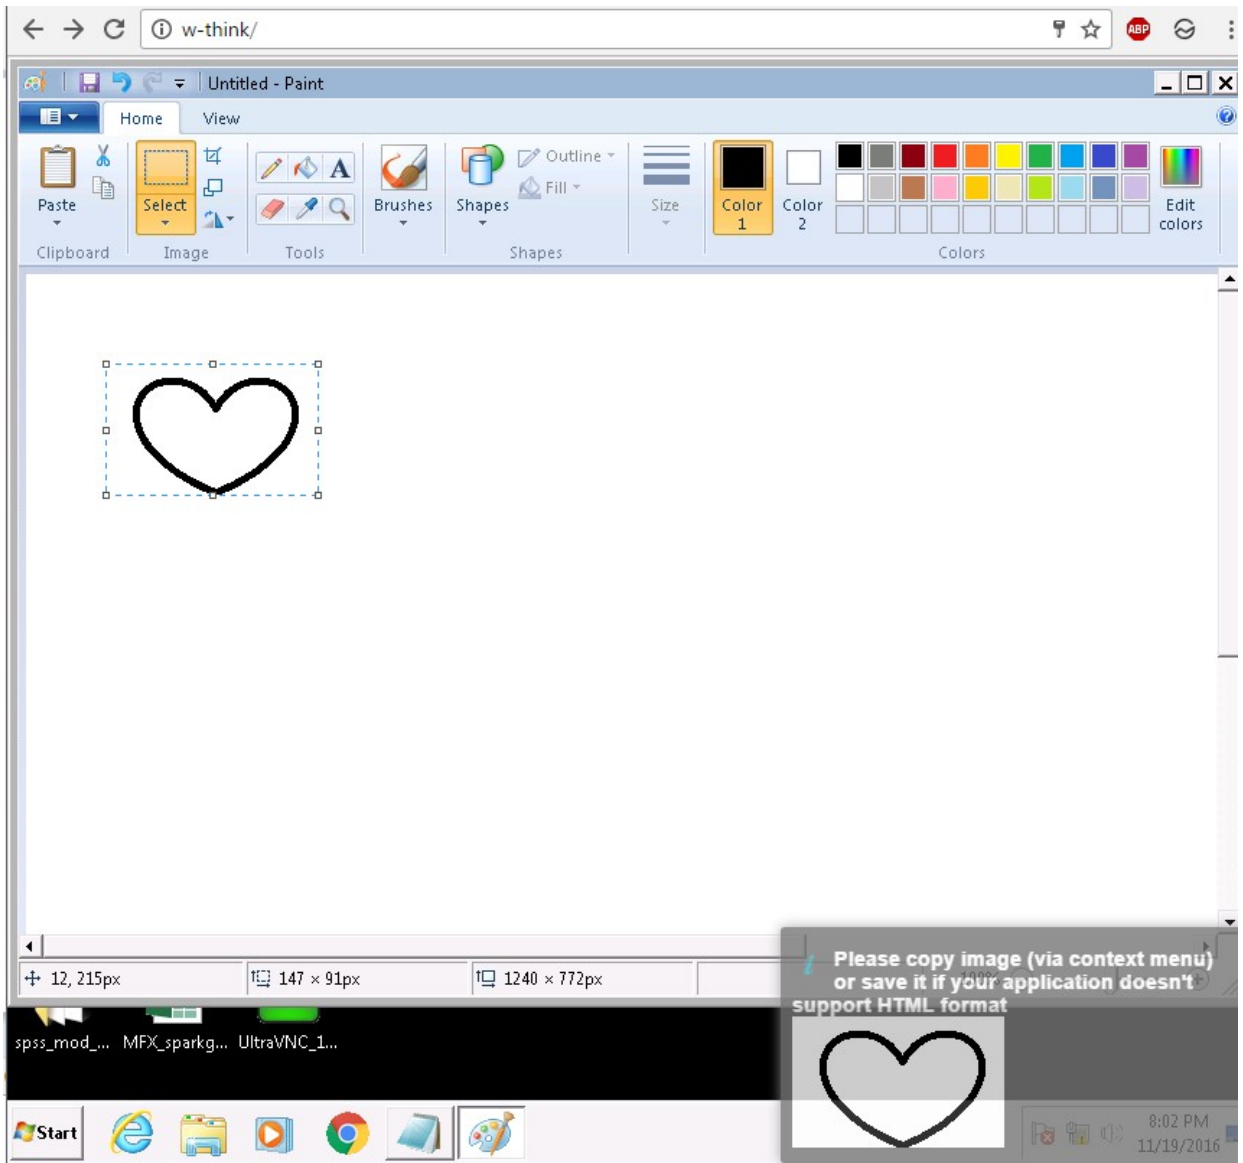 w-think/
ABP
Untitled - Paint
Home View
Paste
Select
Brushes
Shapes
Outline
Fill
Size
Color 1
Color 2
Edit colors
Clipboard
Image
Tools
Shapes
Colors
12, 215px
147 × 91px
1240 × 772px
Please copy image (via context menu)
or save it if your application doesn't
support HTML format
spss_mod_... MFX_sparkg... UltraVNC_1...
Start
8:02 PM
11/19/2016